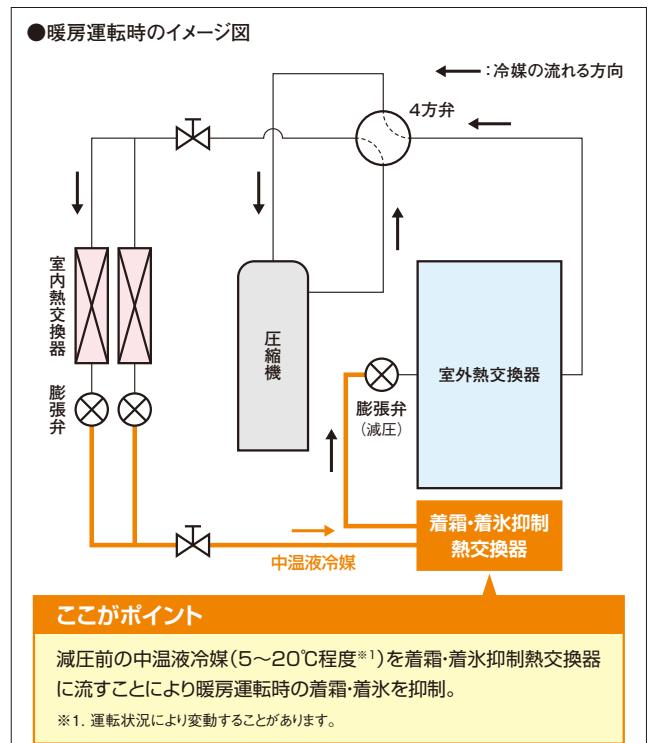 ●暖房運転時のイメージ図
:冷媒の流れる方向
4方弁
室内熱交換器
膨張弁
圧縮機
室外熱交換器
膨張弁
(減圧)
着霜・着氷抑制
熱交換器
中温液冷媒
ここがポイント
減圧前の中温液冷媒(5〜20℃程度※1)を着霜・着氷抑制熱交換器
に流すことにより暖房運転時の着霜・着氷を抑制。
※1. 運転状況により変動することがあります。